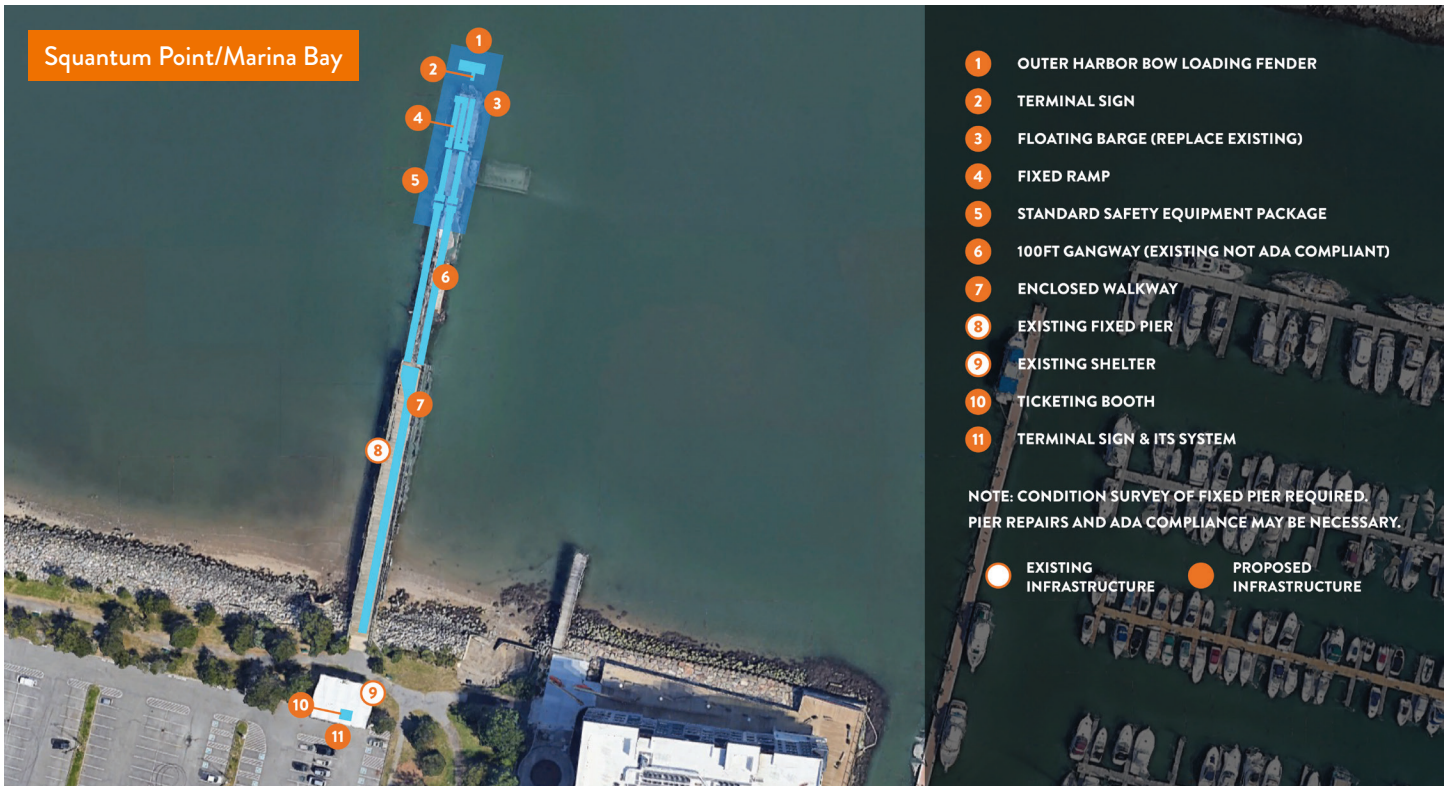 Squantum Point/Marina Bay
1
2
3
4
5
6
7
8
9
10
11
1 OUTER HARBOR BOW LOADING FENDER
2 TERMINAL SIGN
3 FLOATING BARGE (REPLACE EXISTING)
4 FIXED RAMP
5 STANDARD SAFETY EQUIPMENT PACKAGE
6 100FT GANGWAY (EXISTING NOT ADA COMPLIANT)
7 ENCLOSED WALKWAY
8 EXISTING FIXED PIER
9 EXISTING SHELTER
10 TICKETING BOOTH
11 TERMINAL SIGN & ITS SYSTEM
NOTE: CONDITION SURVEY OF FIXED PIER REQUIRED.
PIER REPAIRS AND ADA COMPLIANCE MAY BE NECESSARY.
EXISTING
INFRASTRUCTURE
PROPOSED
INFRASTRUCTURE